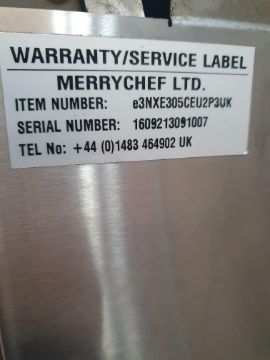 WARRANTY/SERVICE LABEL
MERRYCHEF LTD.
ITEM NUMBER: e3NXE305CEU2P3UK
SERIAL NUMBER: 1609213091007
TEL No: +44 (0)1483 464902 UK